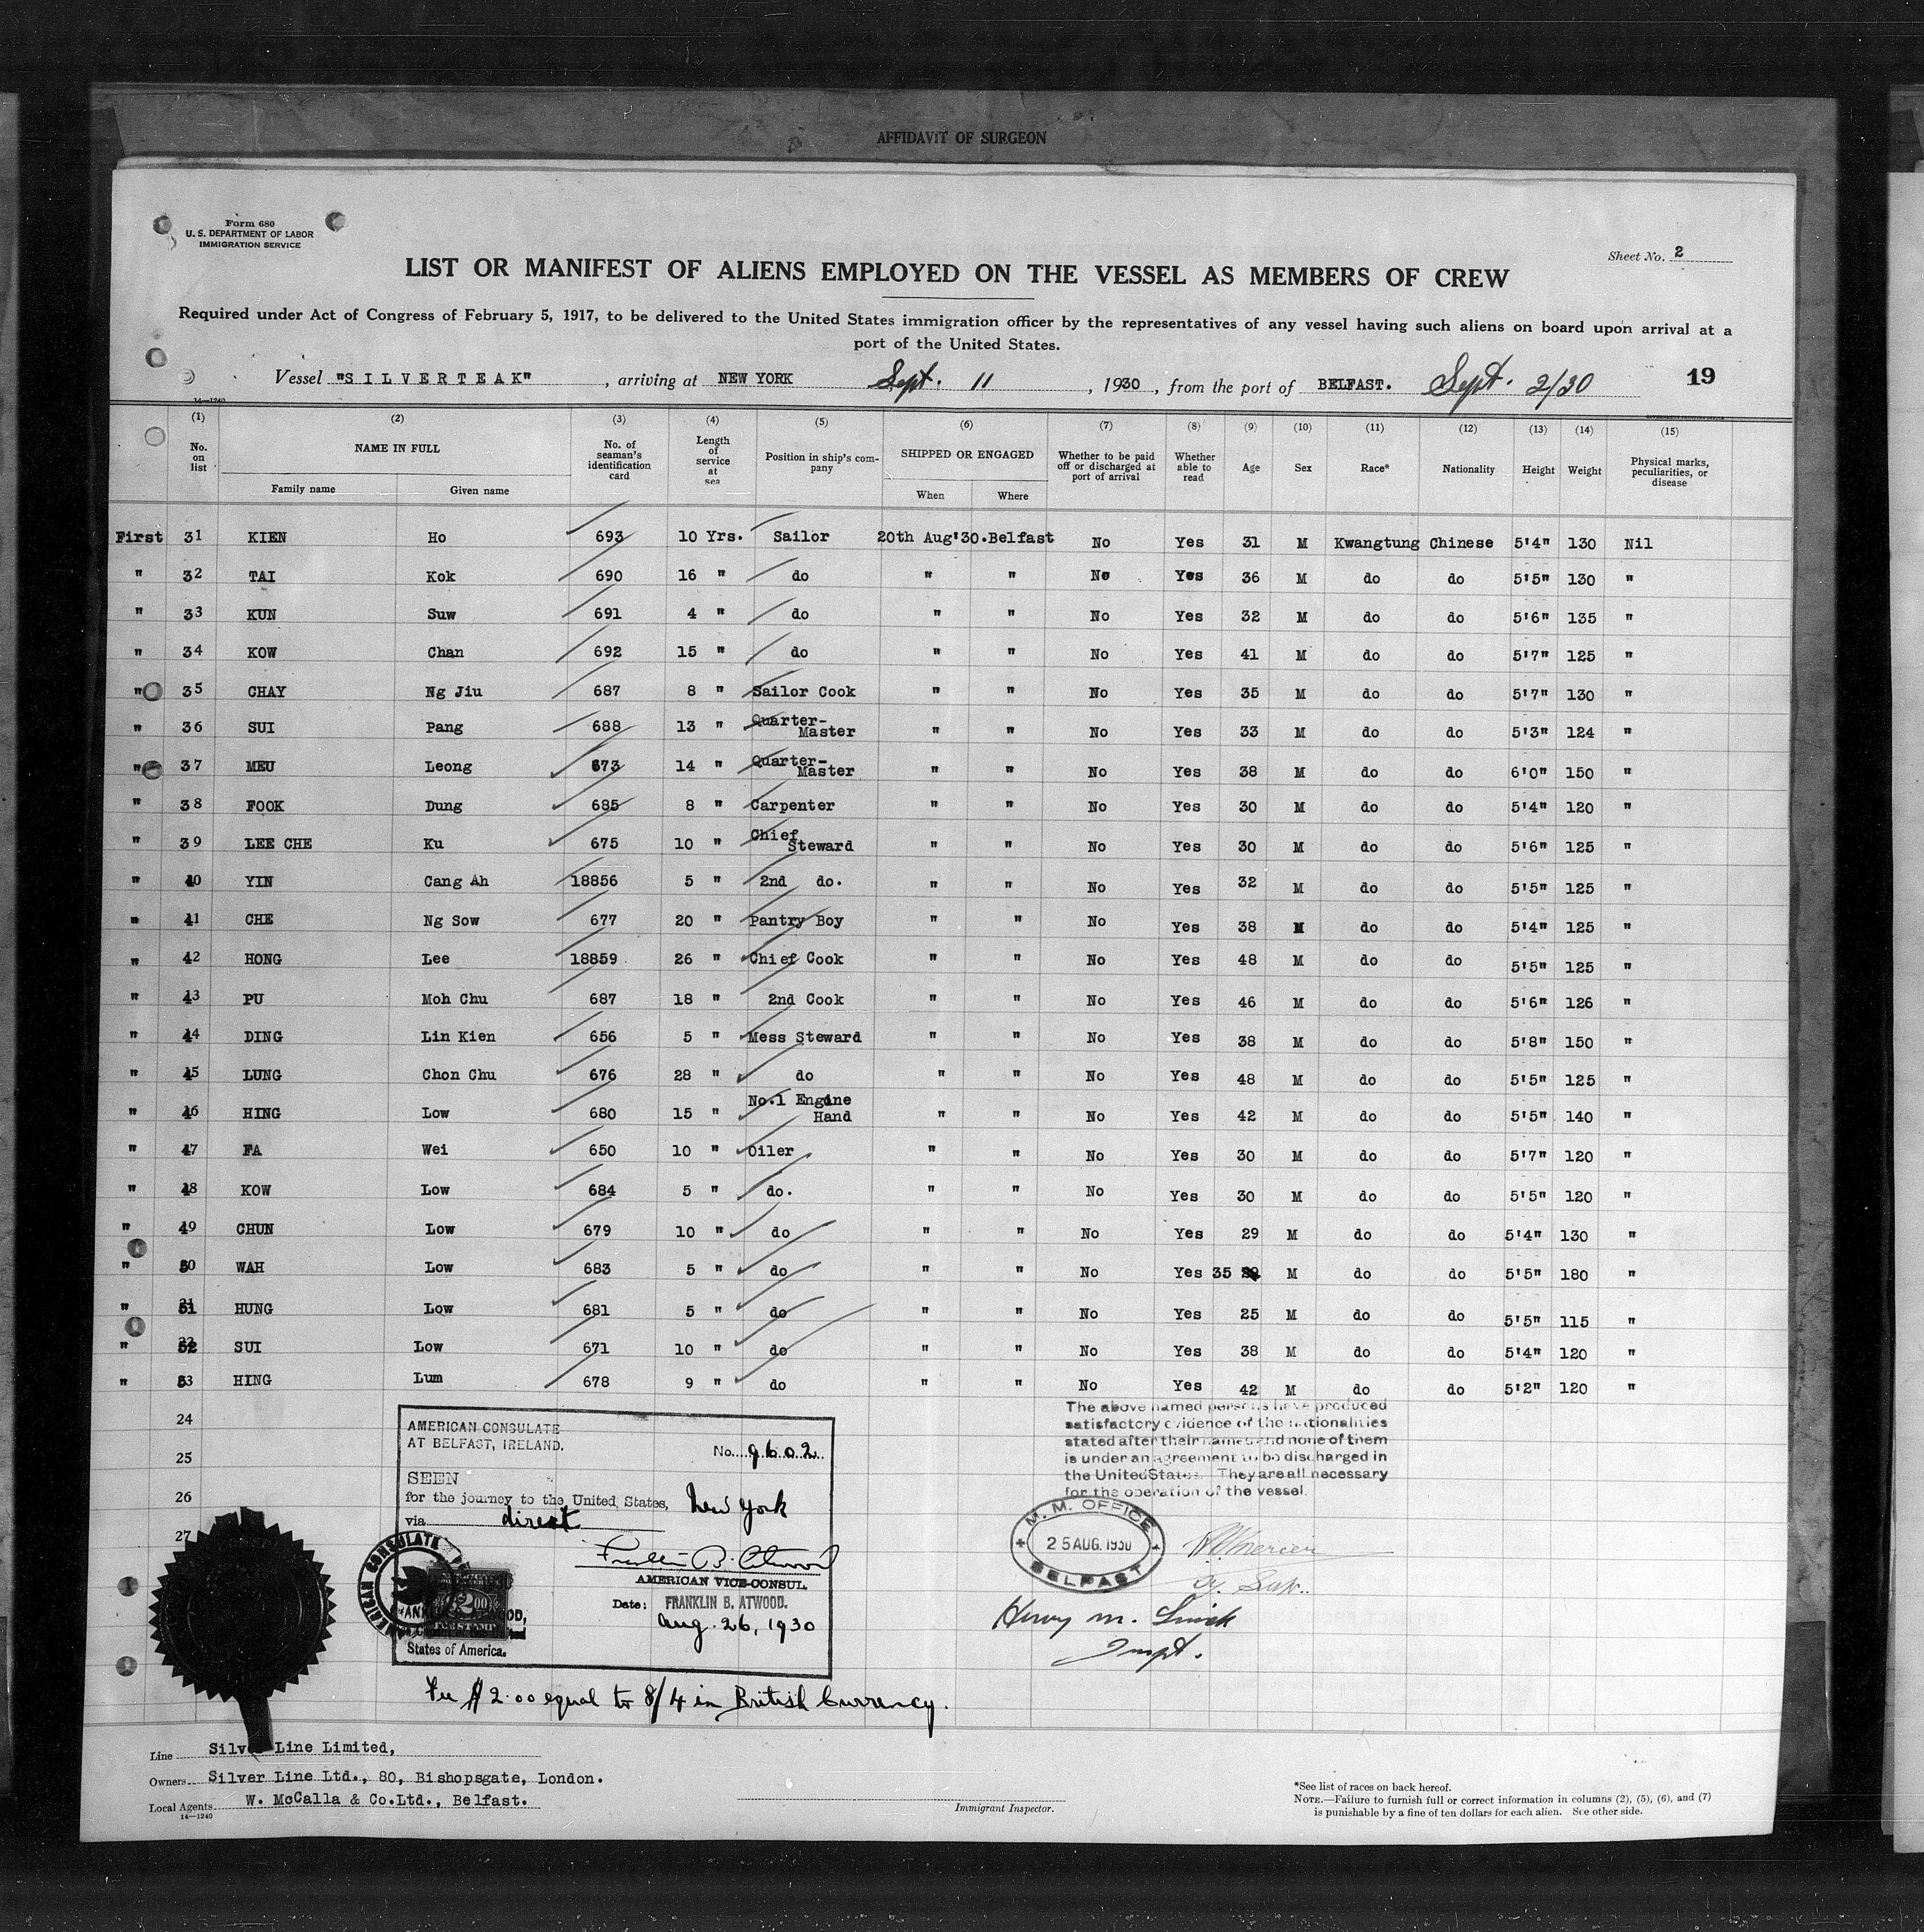 AFFIDAVIT OF SURGEON
Form 680
U. S. DEPARTMENT OF LABOR
IMMIGRATION SERVICE
Sheet No. 2
LIST OR MANIFEST OF ALIENS EMPLOYED ON THE VESSEL AS MEMBERS OF CREW
Required under Act of Congress of February 5, 1917, to be delivered to the United States immigration officer by the representatives of any vessel having such aliens on board upon arrival at a
port of the United States.
Vessel "SILVERTEAK", arriving at NEW YORK Sept. 11, 1930, from the port of BELFAST. Sept. 2/30 19
14—1240
(1) (2) (3) (4) (5) (6) (7) (8) (9) (10) (11) (12) (13) (14) (15)
No. on list NAME IN FULL Family name Given name No. of seaman's identification card Length of service at sea Position in ship's company SHIPPED OR ENGAGED When Where Whether to be paid off or discharged at port of arrival Whether able to read Age Sex Race* Nationality Height Weight Physical marks, peculiarities, or disease
First 31 KIEN Ho 693 10 Yrs. Sailor 20th Aug'30. Belfast No Yes 31 M Kwangtung Chinese 5'4" 130 Nil
" 32 TAI Kok 690 16 " do " " No Yes 36 M do do 5'5" 130 "
" 33 KUN Suw 691 4 " do " " No Yes 32 M do do 5'6" 135 "
" 34 KOW Chan 692 15 " do " " No Yes 41 M do do 5'7" 125 "
" 35 CHAY Ng Jiu 687 8 " Sailor Cook " " No Yes 35 M do do 5'7" 130 "
" 36 SUI Pang 688 13 " Quarter-Master " " No Yes 33 M do do 5'3" 124 "
" 37 MEU Leong 673 14 " Quarter-Master " " No Yes 38 M do do 6'0" 150 "
" 38 FOOK Dung 685 8 " Carpenter " " No Yes 30 M do do 5'4" 120 "
" 39 LEE CHE Ku 675 10 " Chief Steward " " No Yes 30 M do do 5'6" 125 "
" 40 YIN Cang Ah 18856 5 " 2nd do. " " No Yes 32 M do do 5'5" 125 "
" 41 CHE Ng Sow 677 20 " Pantry Boy " " No Yes 38 M do do 5'4" 125 "
" 42 HONG Lee 18859 26 " Chief Cook " " No Yes 48 M do do 5'5" 125 "
" 43 PU Moh Chu 687 18 " 2nd Cook " " No Yes 46 M do do 5'6" 126 "
" 44 DING Lin Kien 656 5 " Mess Steward " " No Yes 38 M do do 5'8" 150 "
" 45 LUNG Chon Chu 676 28 " do " " No Yes 48 M do do 5'5" 125 "
" 46 HING Low 680 15 " No.1 Engine Hand " " No Yes 42 M do do 5'5" 140 "
" 47 FA Wei 650 10 " Oiler " " No Yes 30 M do do 5'7" 120 "
" 48 KOW Low 684 5 " do. " " No Yes 30 M do do 5'5" 120 "
" 49 CHUN Low 679 10 " do " " No Yes 29 M do do 5'4" 130 "
" 50 WAH Low 683 5 " do " " No Yes 35 M do do 5'5" 180 "
" 51 HUNG Low 681 5 " do " " No Yes 25 M do do 5'5" 115 "
" 52 SUI Low 671 10 " do " " No Yes 38 M do do 5'4" 120 "
" 53 HING Lum 678 9 " do " " No Yes 42 M do do 5'2" 120 "
24
25
26
27
AMERICAN CONSULATE
AT BELFAST, IRELAND.
No. 9602
SEEN
for the journey to the United States, New York
via direct
Franklin B. Atwood
AMERICAN VICE-CONSUL.
Date: FRANKLIN B. ATWOOD.
Aug. 26, 1930
AMERICAN CONSULATE
States of America.
Fee $2.00 equal to 8/4 in British Currency.
The above named persons have produced
satisfactory evidence of the nationalities
stated after their names and none of them
is under an agreement to be discharged in
the United States. They are all necessary
for the operation of the vessel.
M. M. OFFICE
25 AUG. 1930
BELFAST
Henry M.
Inspt.
Line Silver Line Limited,
Owners Silver Line Ltd., 80, Bishopsgate, London.
Local Agents W. McCalla & Co.Ltd., Belfast.
14—1240
Immigrant Inspector.
*See list of races on back hereof.
NOTE.—Failure to furnish full or correct information in columns (2), (5), (6), and (7)
is punishable by a fine of ten dollars for each alien. See other side.